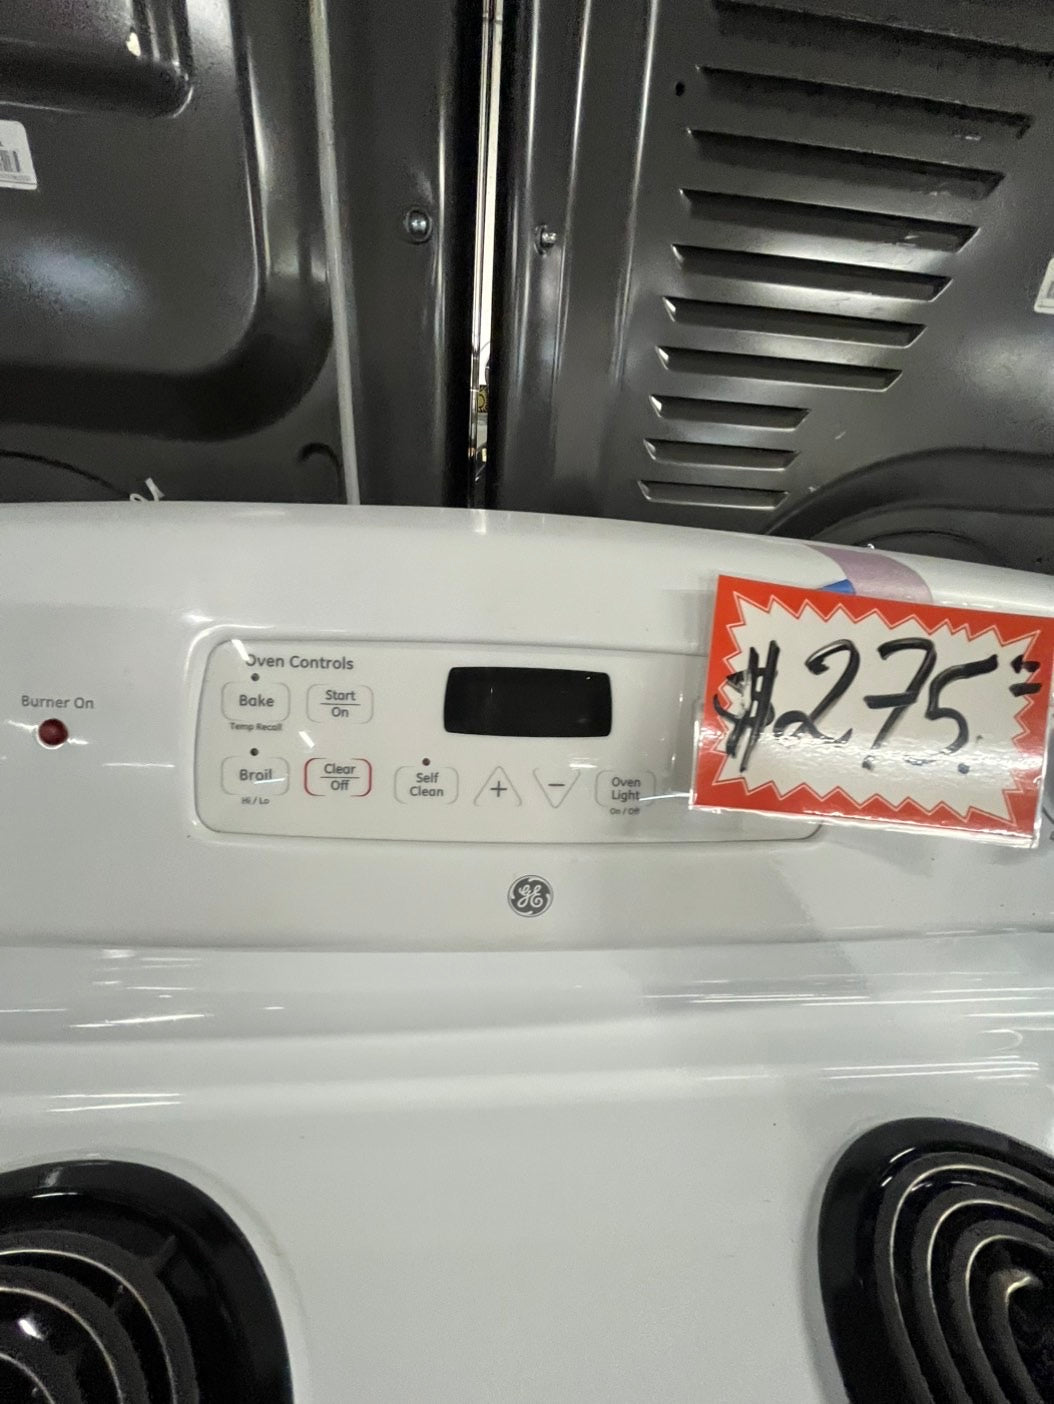 Burner On
Oven Controls
Bake
Temp Recall
Start
On
Broil
Hi / Lo
Clear
Off
Self
Clean
+
−
Oven
Light
On / Off
$275.=
GE